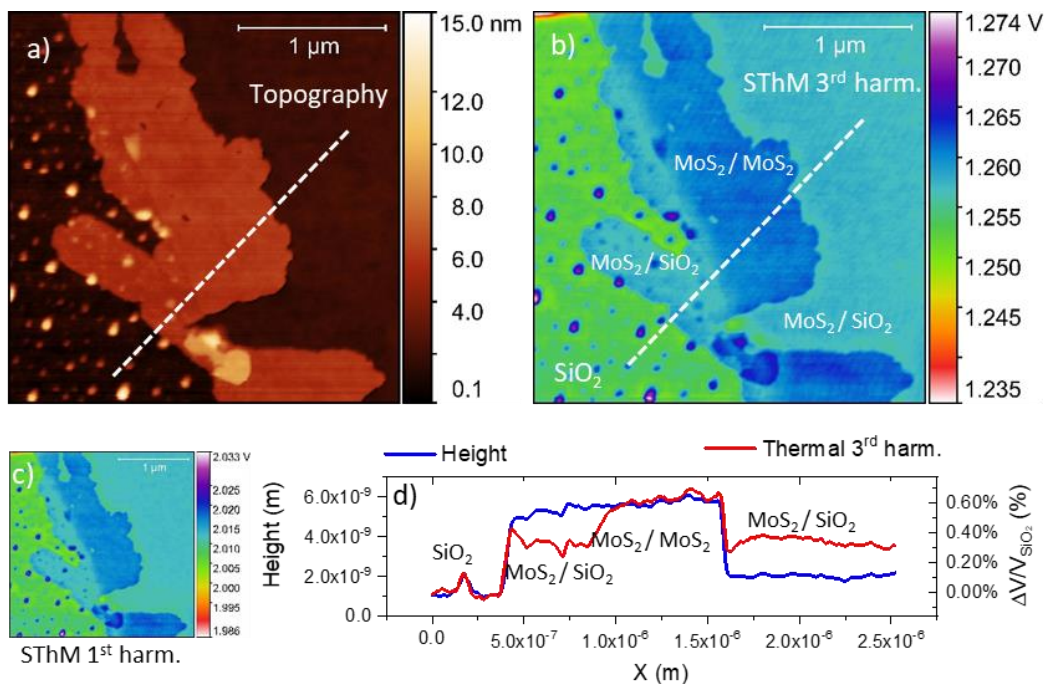 a)
1 µm
Topography
15.0 nm
12.0
10.0
8.0
6.0
4.0
0.1
b)
1 µm
SThM 3rd harm.
MoS2 / MoS2
MoS2 / SiO2
MoS2 / SiO2
SiO2
1.274 V
1.270
1.265
1.260
1.255
1.250
1.245
1.235
c)
1 µm
2.033 V
2.025
2.020
2.015
2.010
2.005
2.000
1.995
1.986
SThM 1st harm.
Height
Thermal 3rd harm.
d)
Height (m)
6.0x10-9
4.0x10-9
2.0x10-9
0.0
SiO2
MoS2 / SiO2
MoS2 / MoS2
MoS2 / SiO2
0.60%
0.40%
0.20%
0.00%
ΔV/VSiO2 (%)
0.0
5.0x10-7
1.0x10-6
1.5x10-6
2.0x10-6
2.5x10-6
X (m)